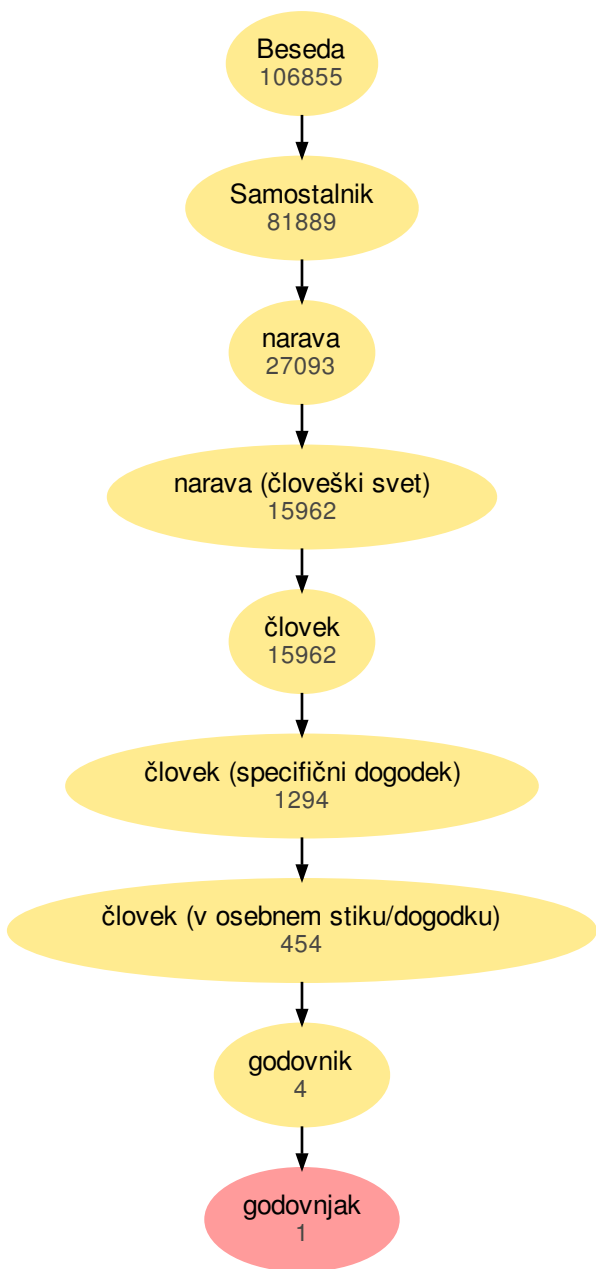 Beseda
106855
Samostalnik
81889
narava
27093
narava (človeški svet)
15962
človek
15962
človek (specifični dogodek)
1294
človek (v osebnem stiku/dogodku)
454
godovnik
4
godovnjak
1